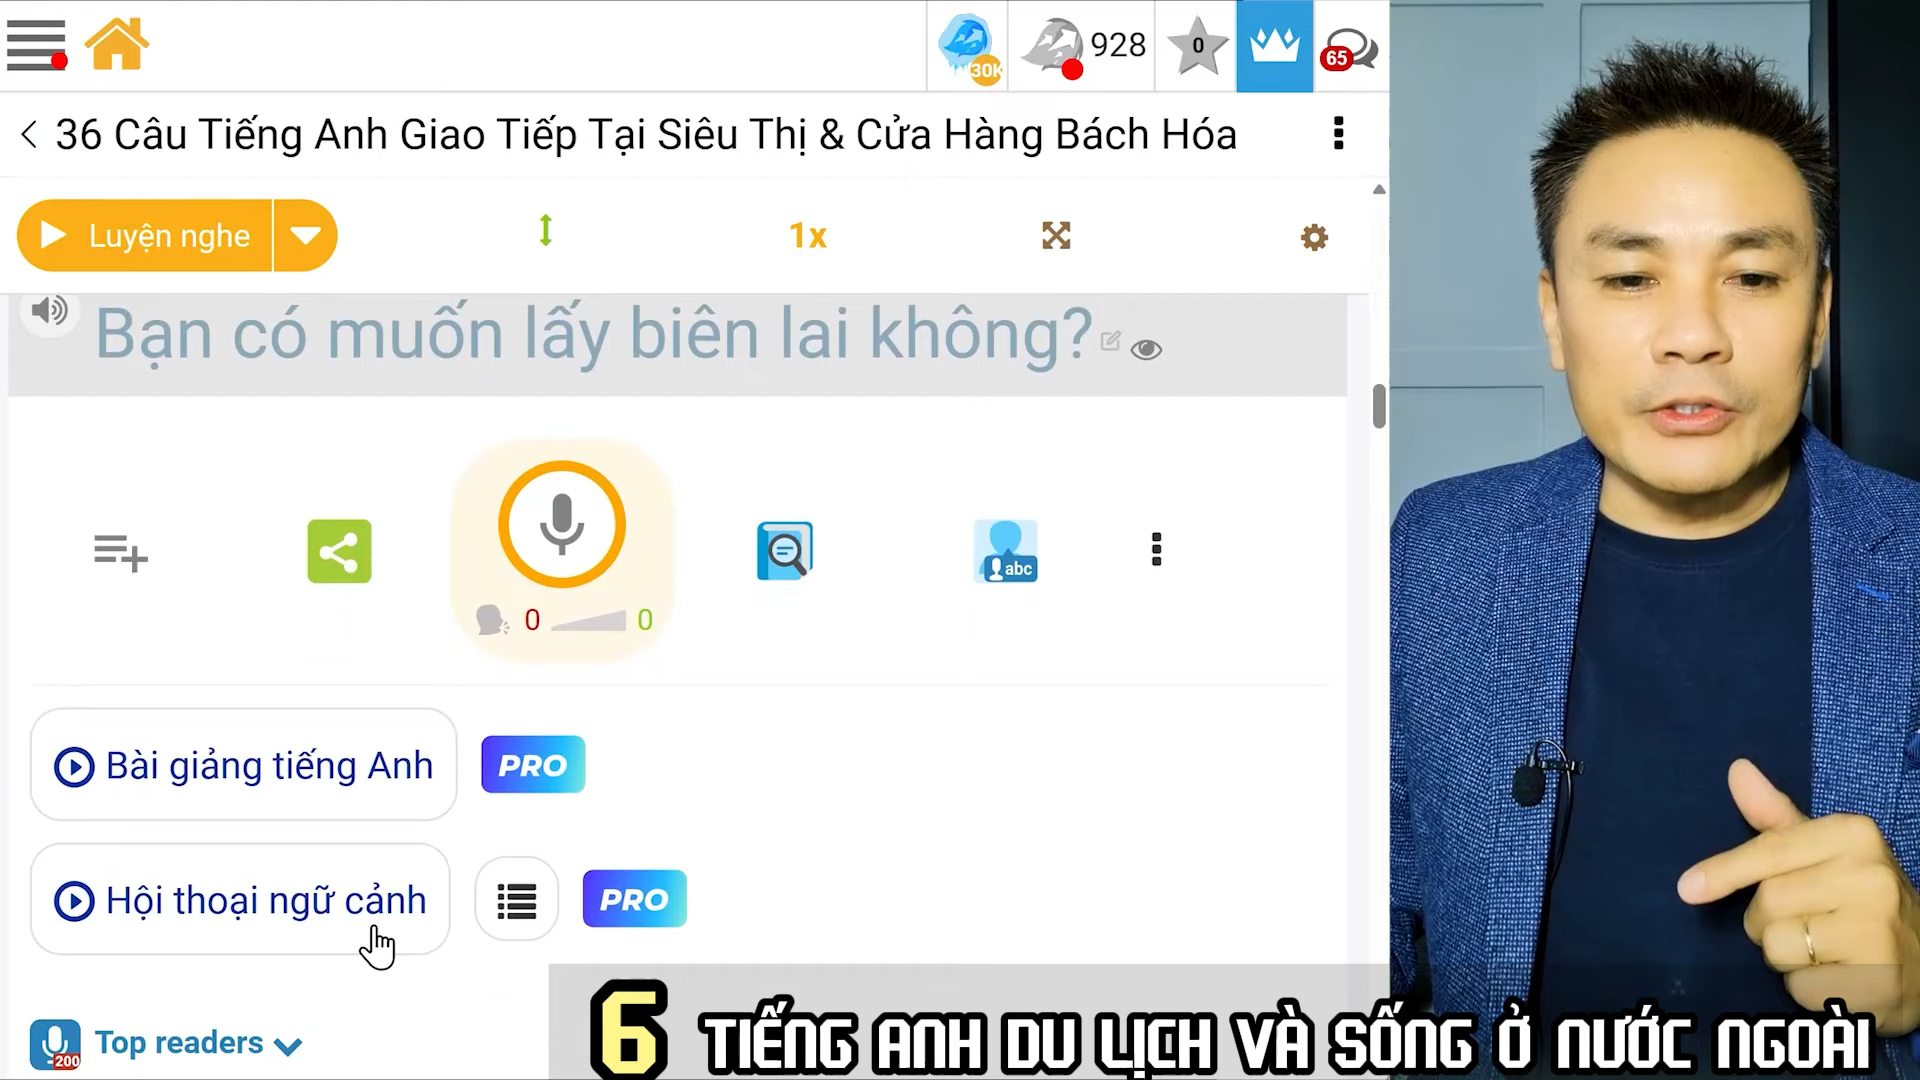 30K
928
0
65
36 Câu Tiếng Anh Giao Tiếp Tại Siêu Thị & Cửa Hàng Bách Hóa
Luyện nghe
1x
Bạn có muốn lấy biên lai không?
abc
0
0
Bài giảng tiếng Anh
PRO
Hội thoại ngữ cảnh
PRO
Top readers
200
6 TIẾNG ANH DU LỊCH VÀ SỐNG Ở NƯỚC NGOÀI